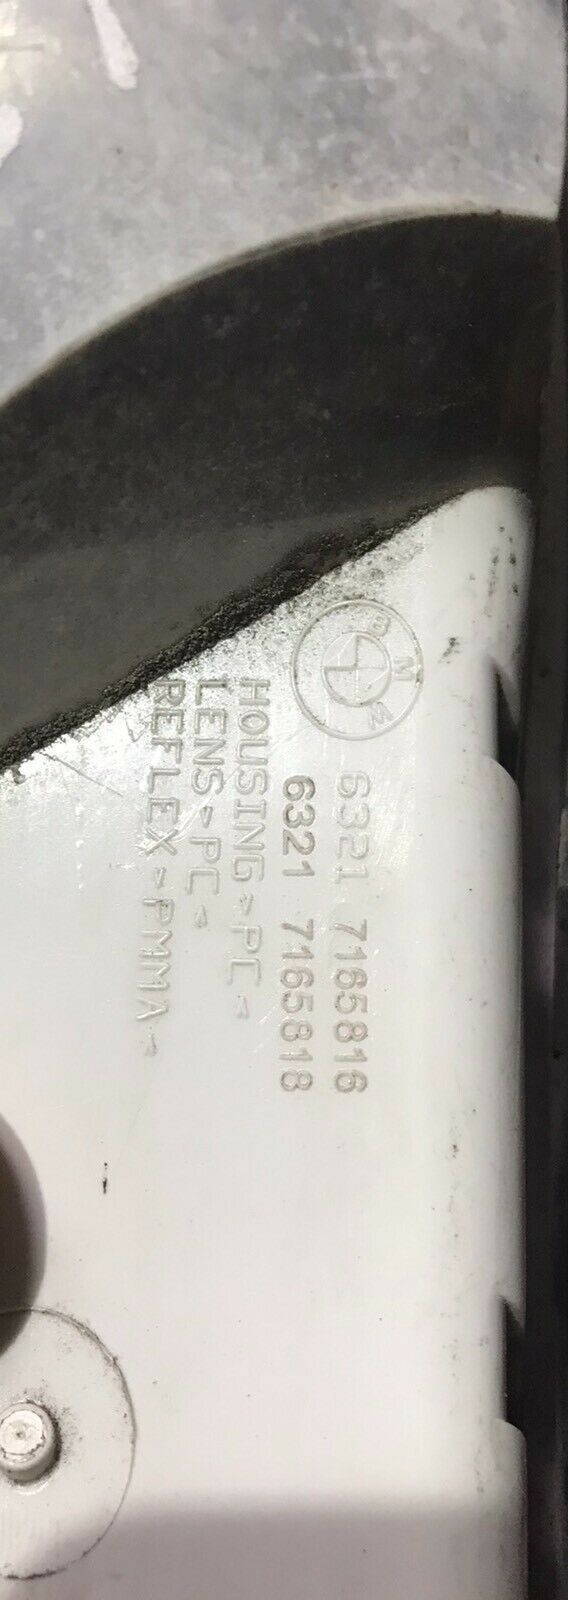 BMW
6321 7165816
6321 7165818
HOUSING>PC<
LENS>PC<
REFLEX>PMMA<